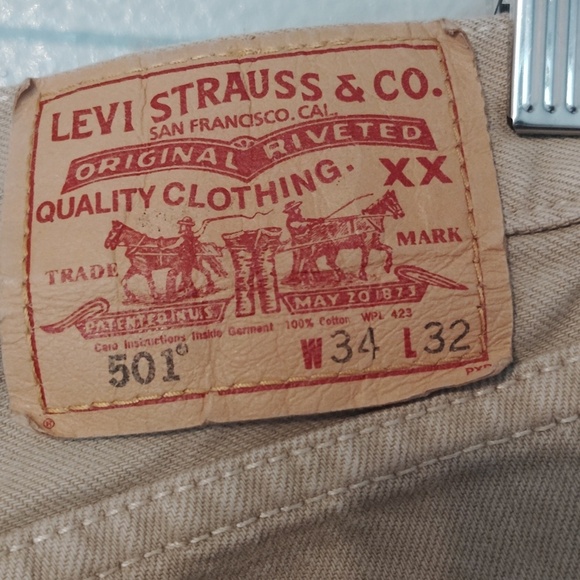 LEVI STRAUSS & CO.
SAN FRANCISCO. CAL.
ORIGINAL RIVETED
QUALITY CLOTHING. XX
TRADE MARK
PATENTED IN U.S. MAY 20 1873
Care Instructions Inside Garment 100% Cotton WPL 423
501® W 34 L 32
®